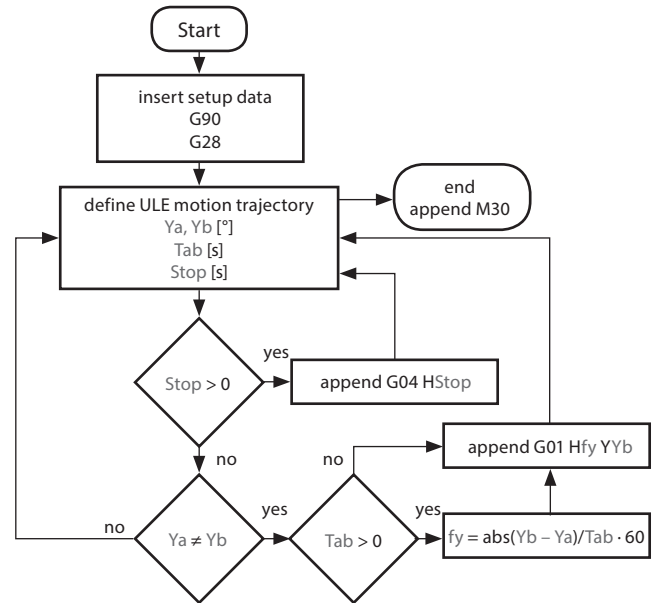 Start
insert setup data
G90
G28
define ULE motion trajectory
Ya, Yb [°]
Tab [s]
Stop [s]
end
append M30
Stop > 0
yes
append G04 HStop
no
Ya ≠ Yb
no
yes
Tab > 0
no
yes
append G01 Hfy YYb
fy = abs(Yb – Ya)/Tab · 60